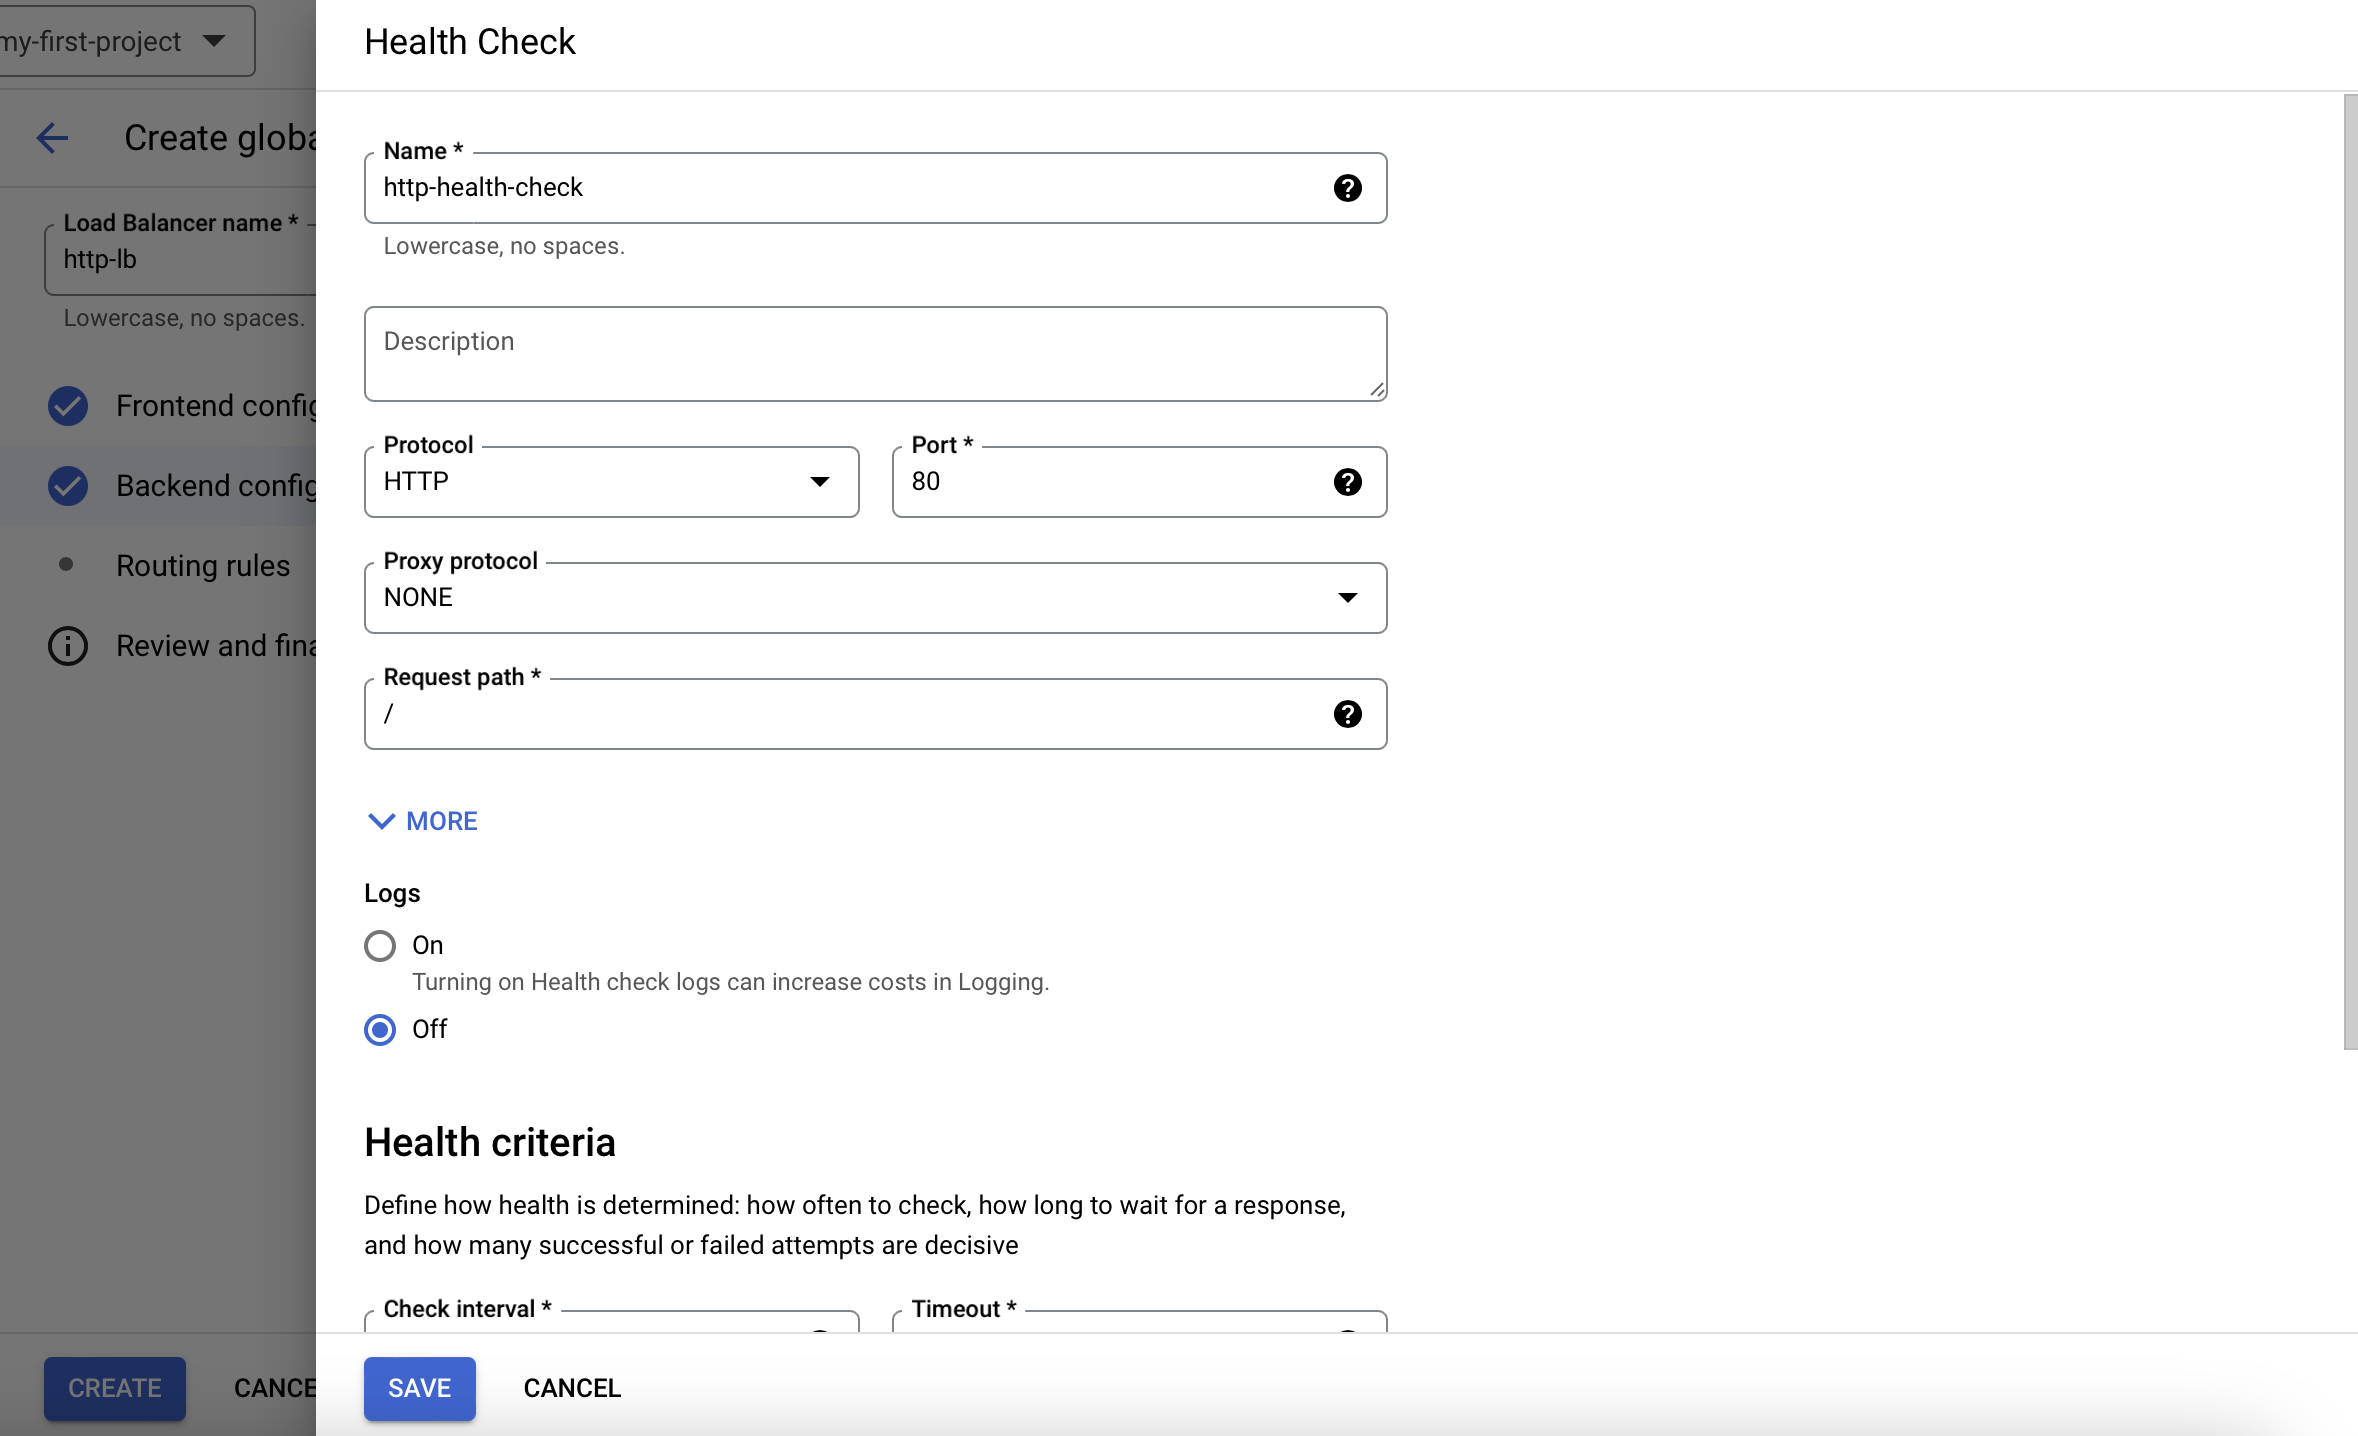 my-first-project
Create globa
Load Balancer name *
http-lb
Lowercase, no spaces.
Frontend config
Backend config
Routing rules
Review and fina
CREATE
CANCE
Health Check
Name *
http-health-check
Lowercase, no spaces.
Description
Protocol
HTTP
Port *
80
Proxy protocol
NONE
Request path *
/
MORE
Logs
On
Turning on Health check logs can increase costs in Logging.
Off
Health criteria
Define how health is determined: how often to check, how long to wait for a response,
and how many successful or failed attempts are decisive
Check interval *
Timeout *
SAVE
CANCEL